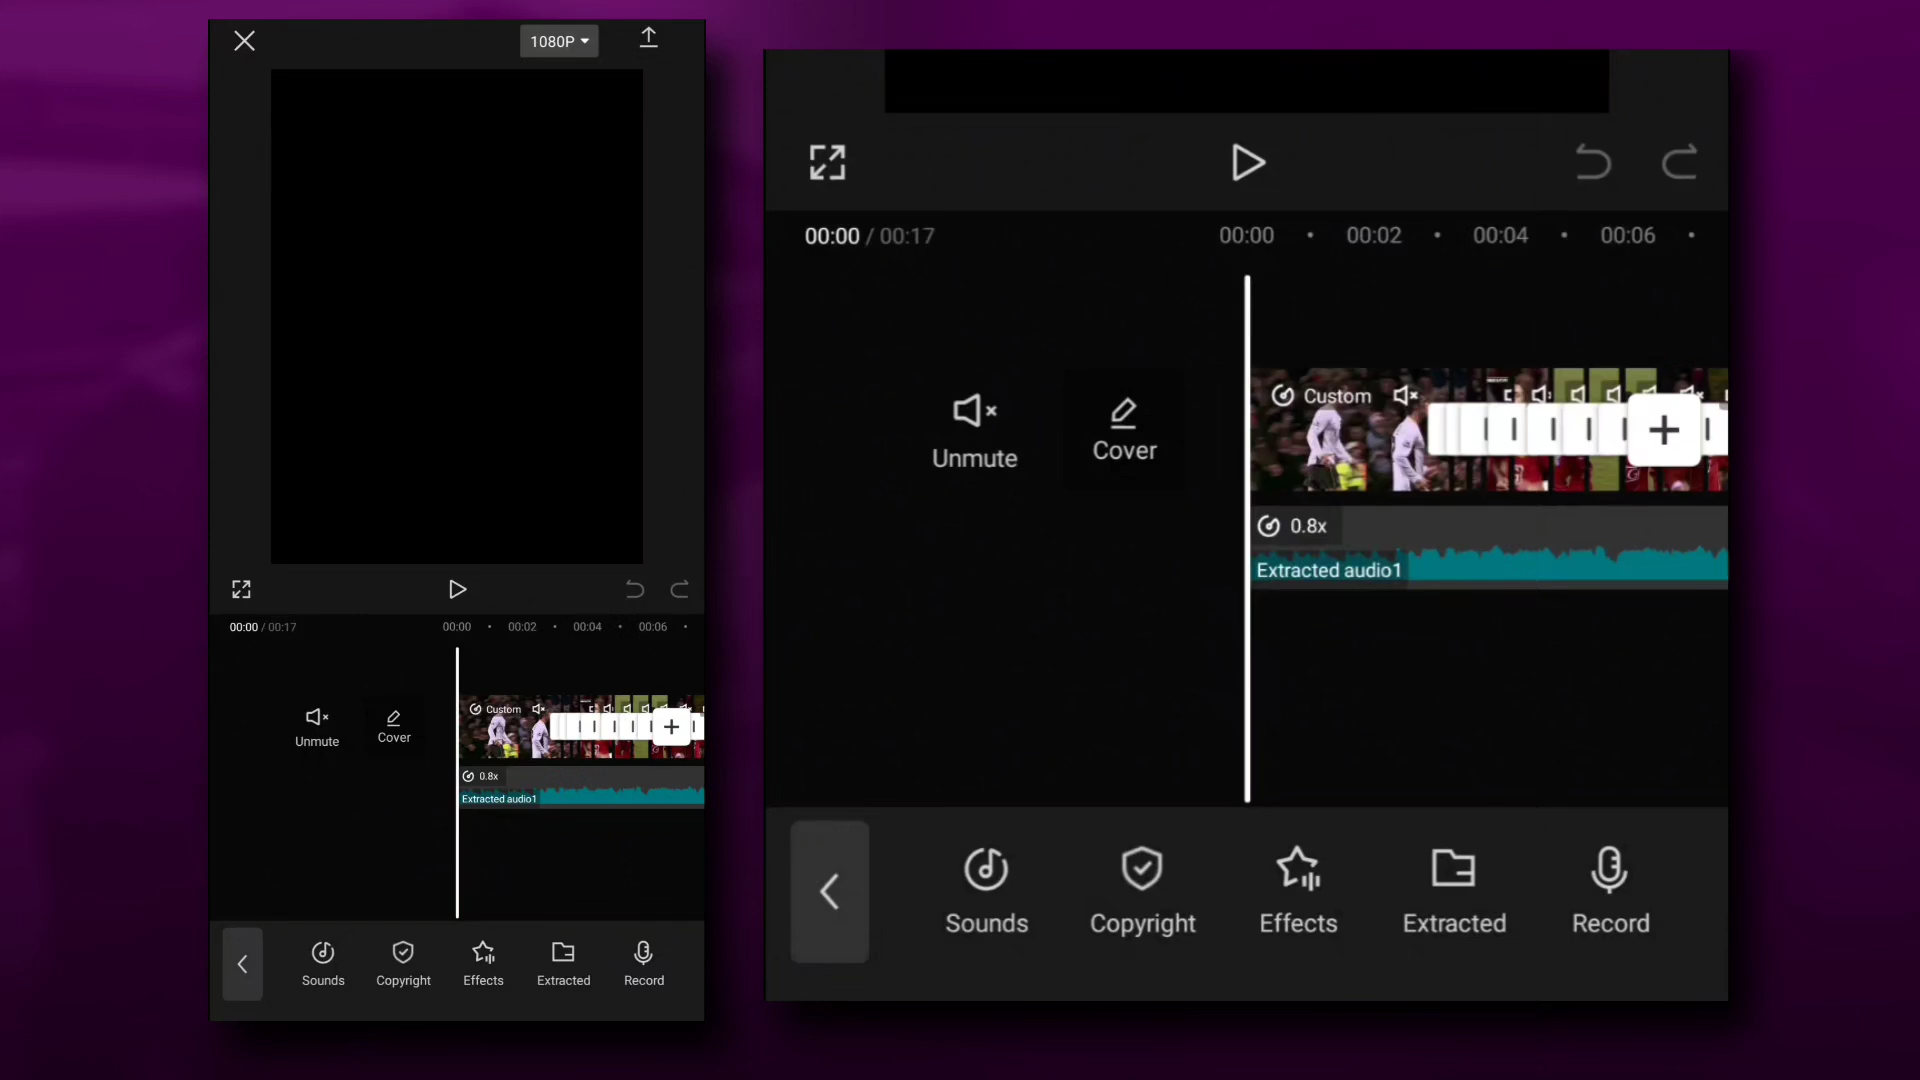 1080P
00:00 / 00:17
00:00 00:02 00:04 00:06
Custom
Unmute
Cover
0.8x
Extracted audio1
Sounds Copyright Effects Extracted Record
00:00 / 00:17
00:00 00:02 00:04 00:06
Custom
Unmute
Cover
0.8x
Extracted audio1
Sounds Copyright Effects Extracted Record